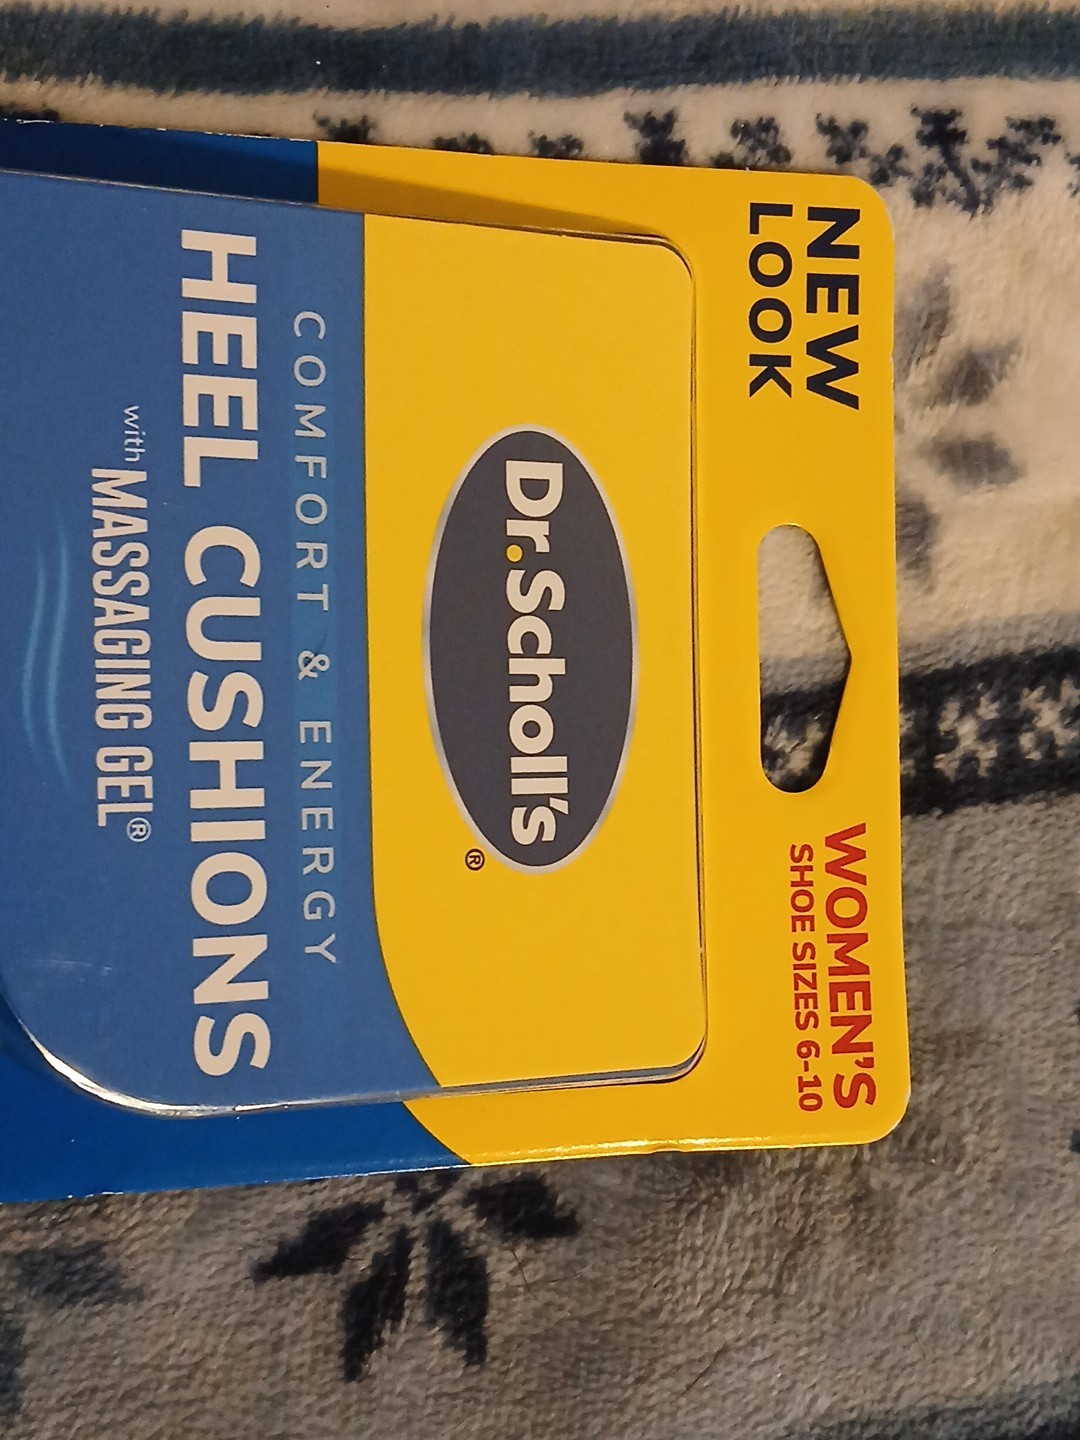 NEW
LOOK
WOMEN'S
SHOE SIZES 6-10
Dr.Scholl's®
COMFORT & ENERGY
HEEL CUSHIONS
with MASSAGING GEL®